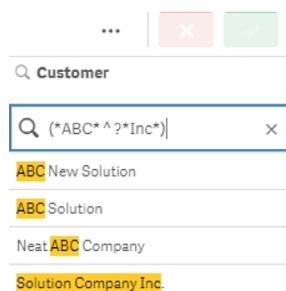 ...
Customer
(*ABC* ^ ?*Inc*)
ABC New Solution
ABC Solution
Neat ABC Company
Solution Company Inc.